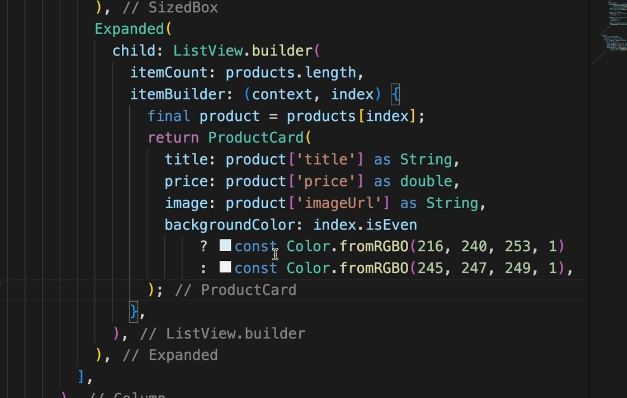 ), // SizedBox
Expanded(
child: ListView.builder(
itemCount: products.length,
itemBuilder: (context, index) {
final product = products[index];
return ProductCard(
title: product['title'] as String,
price: product['price'] as double,
image: product['imageUrl'] as String,
backgroundColor: index.isEven
? const Color.fromRGBO(216, 240, 253, 1)
: const Color.fromRGBO(245, 247, 249, 1),
); // ProductCard
},
), // ListView.builder
), // Expanded
],
), // Column